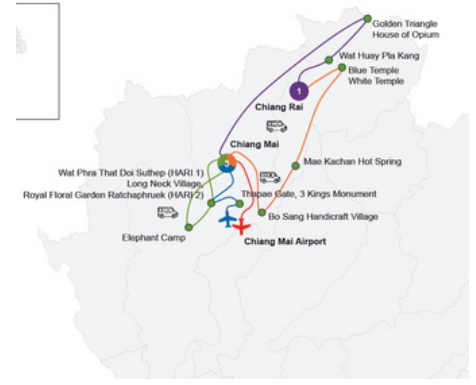 Golden Triangle
House of Opium
Wat Huay Pla Kang
Blue Temple
White Temple
1
Chiang Rai
Chiang Mai
3
Mae Kachan Hot Spring
Wat Phra That Doi Suthep (HARI 1)
Long Neck Village
Royal Floral Garden Ratchaphruek (HARI 2)
Thapae Gate, 3 Kings Monument
Bo Sang Handicraft Village
Elephant Camp
Chiang Mai Airport